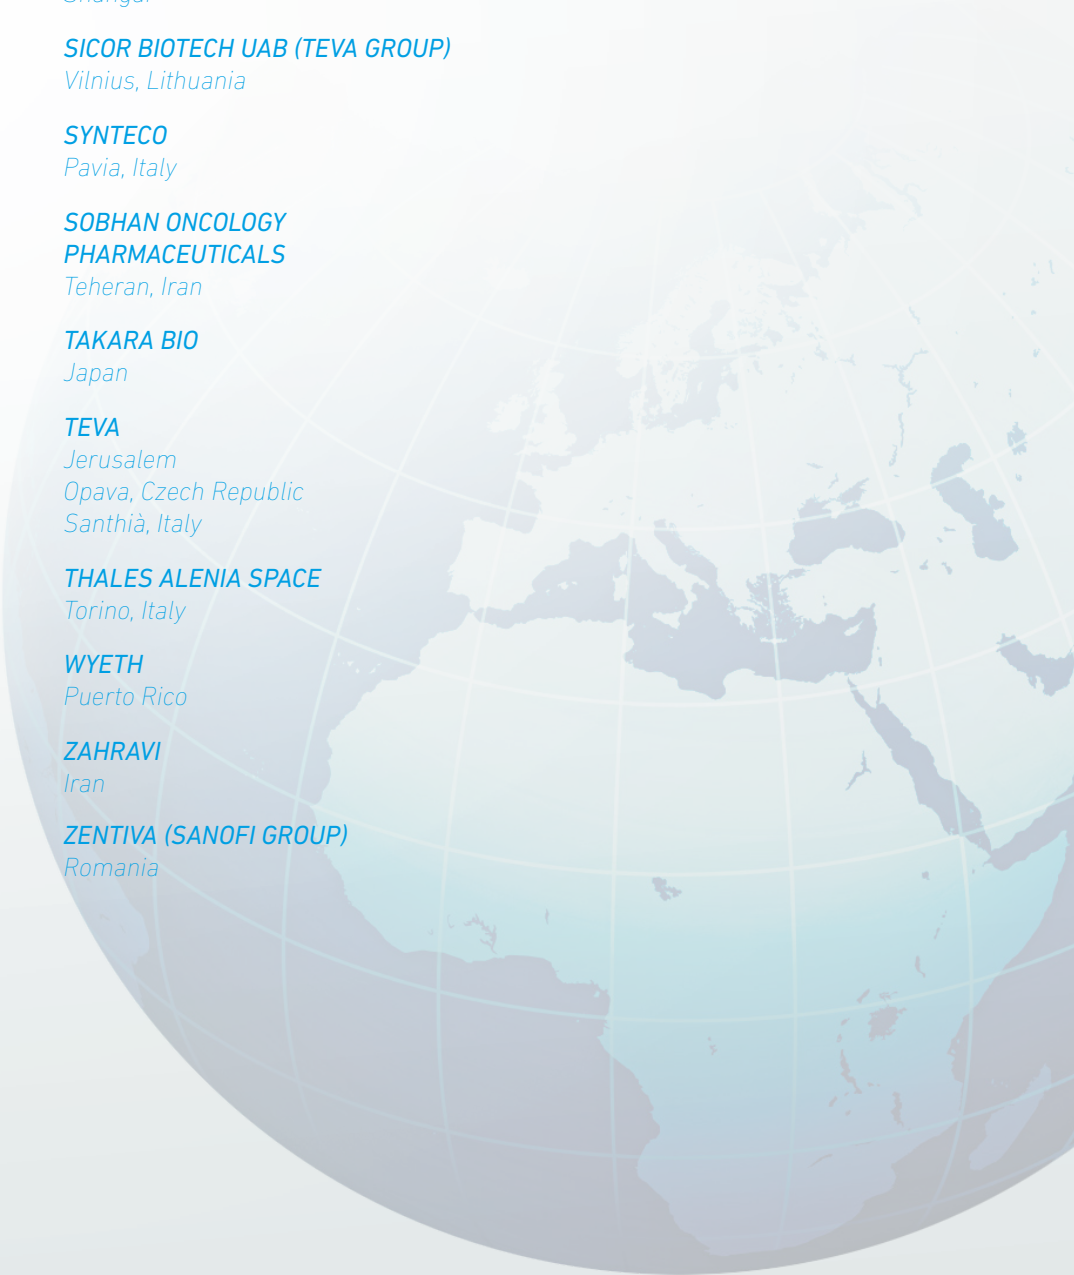 SICOR BIOTECH UAB (TEVA GROUP)
Vilnius, Lithuania
SYNTECO
Pavia, Italy
SOBHAN ONCOLOGY
PHARMACEUTICALS
Teheran, Iran
TAKARA BIO
Japan
TEVA
Jerusalem
Opava, Czech Republic
Santhià, Italy
THALES ALENIA SPACE
Torino, Italy
WYETH
Puerto Rico
ZAHRAVI
Iran
ZENTIVA (SANOFI GROUP)
Romania